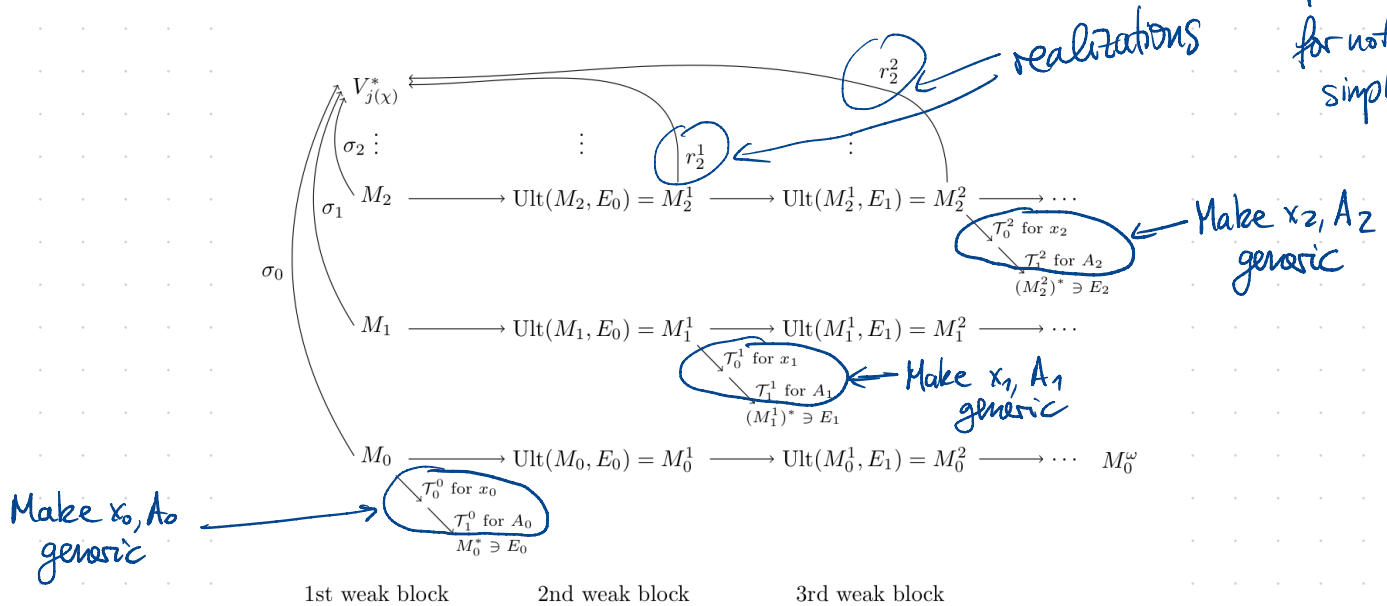 for not
simpl
realizations
r_2^2
V^*_{j(χ)}
σ_2 ⋮ ⋮ r_2^1 ⋮
M_2 → Ult(M_2, E_0) = M_2^1 → Ult(M_2^1, E_1) = M_2^2 → ⋯
σ_1
𝒯_0^2 for x_2
𝒯_1^2 for A_2
(M_2^2)^* ∋ E_2
Make x_2, A_2
generic
σ_0
M_1 → Ult(M_1, E_0) = M_1^1 → Ult(M_1^1, E_1) = M_1^2 → ⋯
𝒯_0^1 for x_1
𝒯_1^1 for A_1
(M_1^1)^* ∋ E_1
Make x_1, A_1
generic
M_0 → Ult(M_0, E_0) = M_0^1 → Ult(M_0^1, E_1) = M_0^2 → ⋯ M_0^ω
𝒯_0^0 for x_0
𝒯_1^0 for A_0
M_0^* ∋ E_0
Make x_0, A_0
generic
1st weak block 2nd weak block 3rd weak block